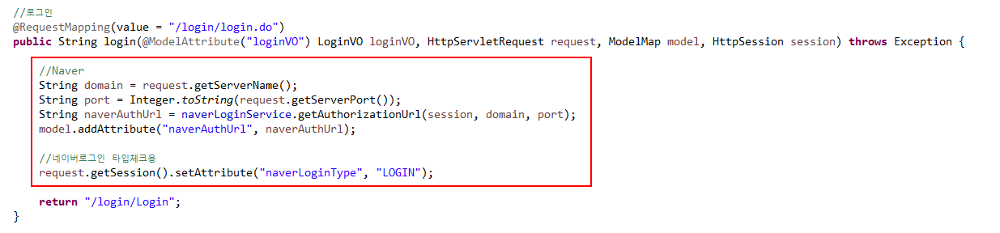 //로그인
@RequestMapping(value = "/login/login.do")
public String login(@ModelAttribute("loginVO") LoginVO loginVO, HttpServletRequest request, ModelMap model, HttpSession session) throws Exception {
//Naver
String domain = request.getServerName();
String port = Integer.toString(request.getServerPort());
String naverAuthUrl = naverLoginService.getAuthorizationUrl(session, domain, port);
model.addAttribute("naverAuthUrl", naverAuthUrl);
//네이버로그인 타입체크용
request.getSession().setAttribute("naverLoginType", "LOGIN");
return "/login/Login";
}